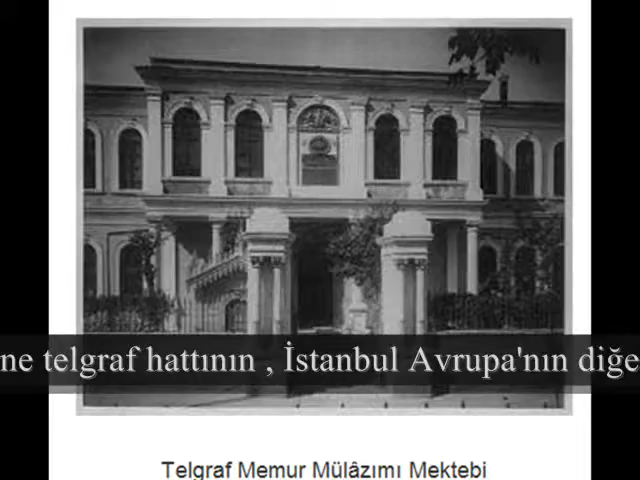 ne telgraf hattının , İstanbul Avrupa'nın diğe
Telgraf Memur Mülâzımı Mektebi